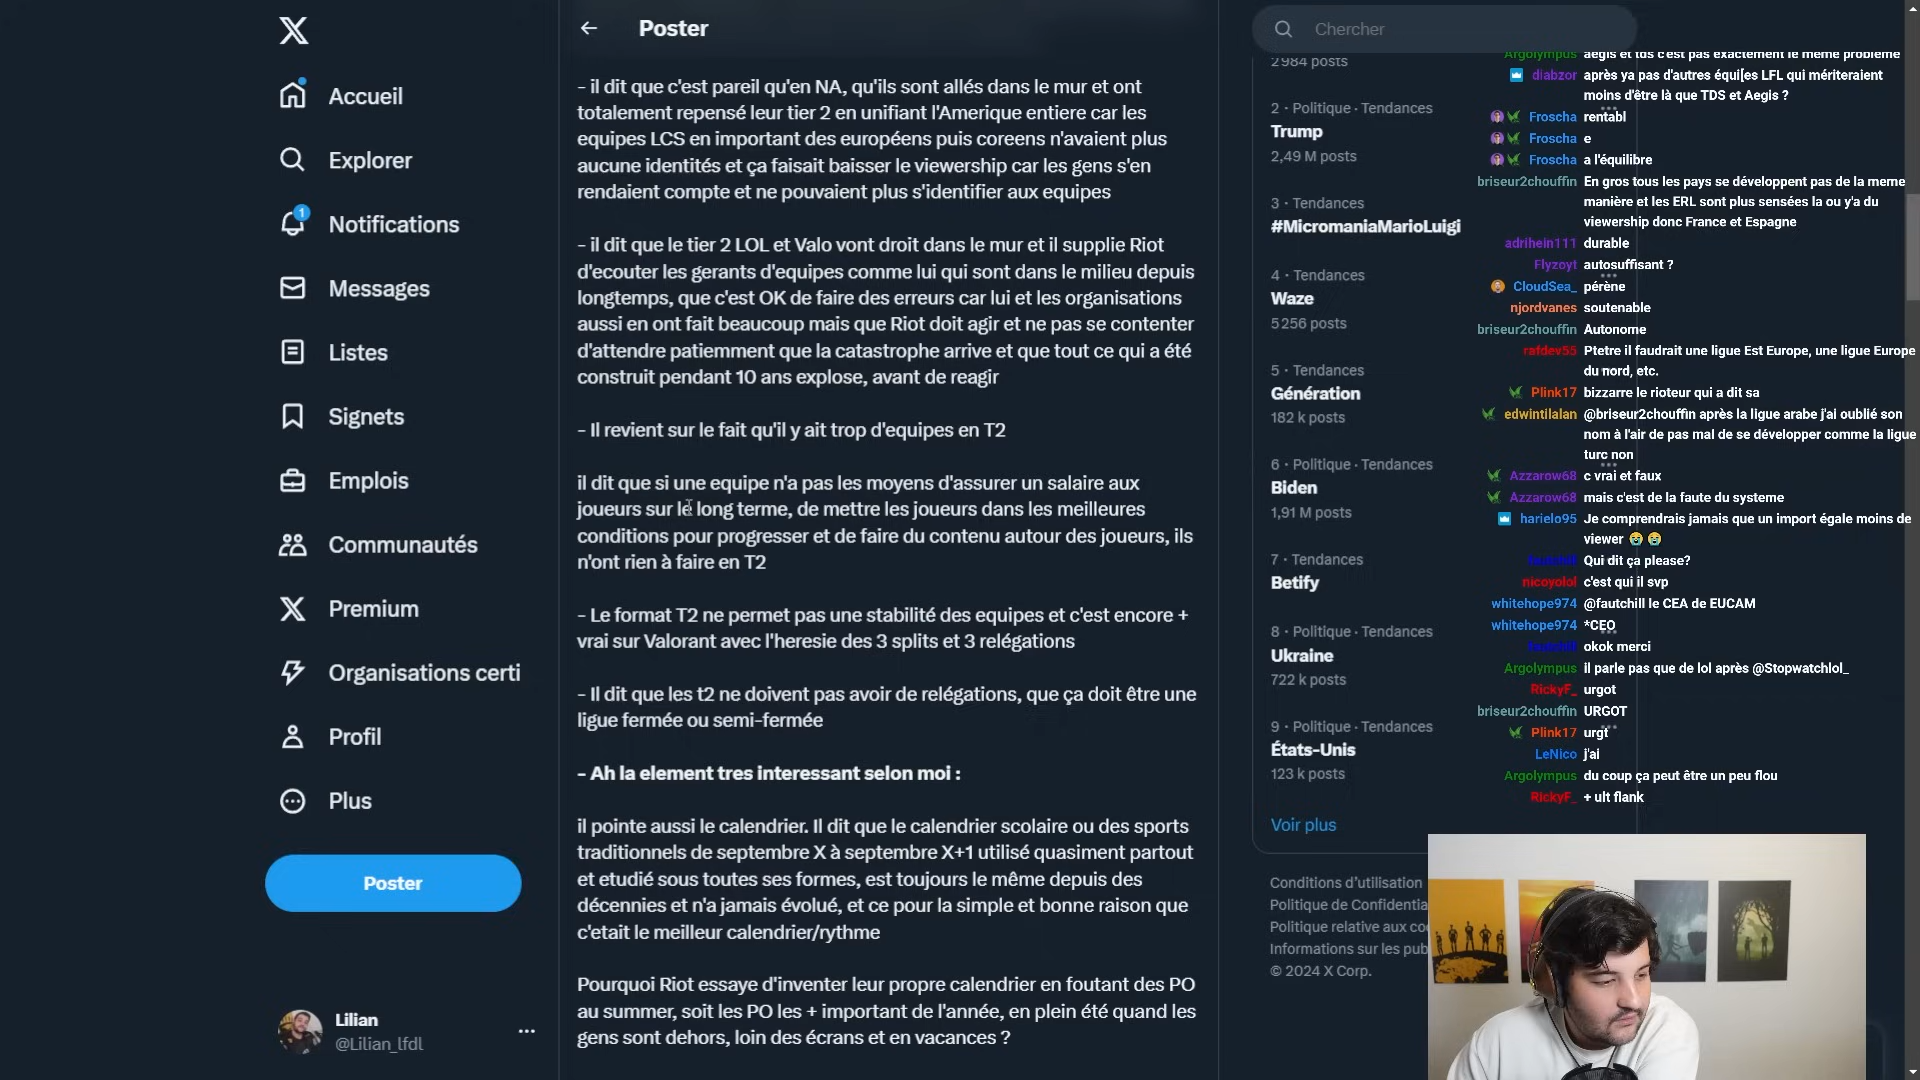 Poster
Chercher
Accueil
Explorer
1
Notifications
Messages
Listes
Signets
Emplois
Communautés
Premium
Organisations certi
Profil
Plus
Poster
Lilian
@Lilian_lfdl
- il dit que c'est pareil qu'en NA, qu'ils sont allés dans le mur et ont
totalement repensé leur tier 2 en unifiant l'Amerique entiere car les
equipes LCS en important des européens puis coreens n'avaient plus
aucune identités et ça faisait baisser le viewership car les gens s'en
rendaient compte et ne pouvaient plus s'identifier aux equipes
- il dit que le tier 2 LOL et Valo vont droit dans le mur et il supplie Riot
d'ecouter les gerants d'equipes comme lui qui sont dans le milieu depuis
longtemps, que c'est OK de faire des erreurs car lui et les organisations
aussi en ont fait beaucoup mais que Riot doit agir et ne pas se contenter
d'attendre patiemment que la catastrophe arrive et que tout ce qui a été
construit pendant 10 ans explose, avant de reagir
- Il revient sur le fait qu'il y ait trop d'equipes en T2
il dit que si une equipe n'a pas les moyens d'assurer un salaire aux
joueurs sur le long terme, de mettre les joueurs dans les meilleures
conditions pour progresser et de faire du contenu autour des joueurs, ils
n'ont rien à faire en T2
- Le format T2 ne permet pas une stabilité des equipes et c'est encore +
vrai sur Valorant avec l'heresie des 3 splits et 3 relégations
- Il dit que les t2 ne doivent pas avoir de relégations, que ça doit être une
ligue fermée ou semi-fermée
- Ah la element tres interessant selon moi :
il pointe aussi le calendrier. Il dit que le calendrier scolaire ou des sports
traditionnels de septembre X à septembre X+1 utilisé quasiment partout
et etudié sous toutes ses formes, est toujours le même depuis des
décennies et n'a jamais évolué, et ce pour la simple et bonne raison que
c'etait le meilleur calendrier/rythme
Pourquoi Riot essaye d'inventer leur propre calendrier en foutant des PO
au summer, soit les PO les + important de l'année, en plein été quand les
gens sont dehors, loin des écrans et en vacances ?
2 984 posts
2 · Politique · Tendances
Trump
2,49 M posts
3 · Tendances
#MicromaniaMarioLuigi
4 · Tendances
Waze
5 256 posts
5 · Tendances
Génération
182 k posts
6 · Politique · Tendances
Biden
1,91 M posts
7 · Tendances
Betify
8 · Politique · Tendances
Ukraine
722 k posts
9 · Politique · Tendances
États-Unis
123 k posts
Voir plus
Conditions d'utilisation
Politique de Confidentia
Politique relative aux co
Informations sur les pub
© 2024 X Corp.
Argolympus aegis et tds c'est pas exactement le même problème
diabzor après ya pas d'autres équi[es LFL qui mériteraient
moins d'être là que TDS et Aegis ?
Froscha rentabl
Froscha e
Froscha a l'équilibre
briseur2chouffin En gros tous les pays se développent pas de la meme
manière et les ERL sont plus sensées la ou y'a du
viewership donc France et Espagne
adrihein111 durable
Flyzoyt autosuffisant ?
CloudSea_ pérène
njordvanes soutenable
briseur2chouffin Autonome
rafdev55 Ptetre il faudrait une ligue Est Europe, une ligue Europe
du nord, etc.
Plink17 bizzarre le rioteur qui a dit sa
edwintilalan @briseur2chouffin après la ligue arabe j'ai oublié son
nom à l'air de pas mal de se développer comme la ligue
turc non
Azzarow68 c vrai et faux
Azzarow68 mais c'est de la faute du systeme
harielo95 Je comprendrais jamais que un import égale moins de
viewer 😭 😭
Qui dit ça please?
nicoyolol c'est qui il svp
whitehope974 @fautchill le CEA de EUCAM
whitehope974 *CEO
okok merci
Argolympus il parle pas que de lol après @Stopwatchlol_
RickyF_ urgot
briseur2chouffin URGOT
Plink17 urgt
LeNico j'ai
Argolympus du coup ça peut être un peu flou
RickyF_ + ult flank